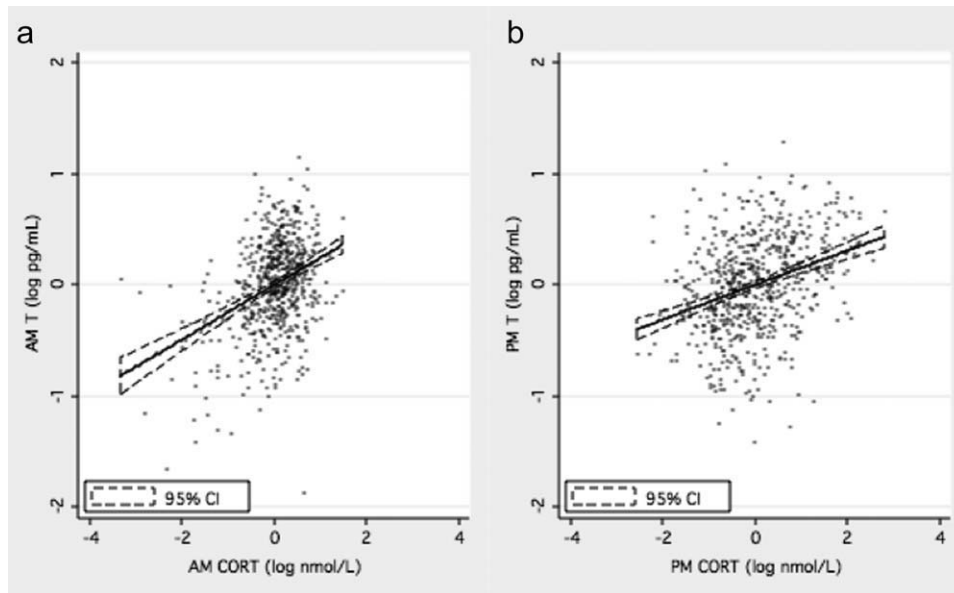 a
2
1
0
-1
-2
AM T (log pg/mL)
95% CI
-4 -2 0 2 4
AM CORT (log nmol/L)
b
2
1
0
-1
-2
PM T (log pg/mL)
95% CI
-4 -2 0 2 4
PM CORT (log nmol/L)